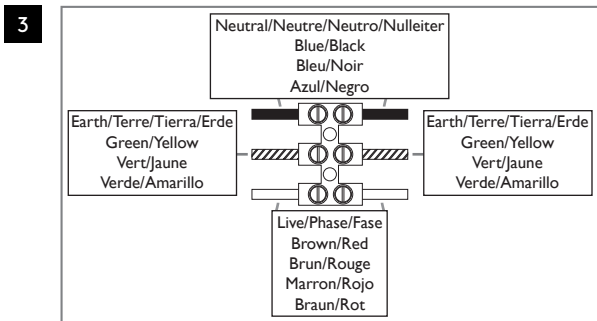 3
Neutral/Neutre/Neutro/Nulleiter
Blue/Black
Bleu/Noir
Azul/Negro
Earth/Terre/Tierra/Erde
Green/Yellow
Vert/Jaune
Verde/Amarillo
Earth/Terre/Tierra/Erde
Green/Yellow
Vert/Jaune
Verde/Amarillo
Live/Phase/Fase
Brown/Red
Brun/Rouge
Marron/Rojo
Braun/Rot